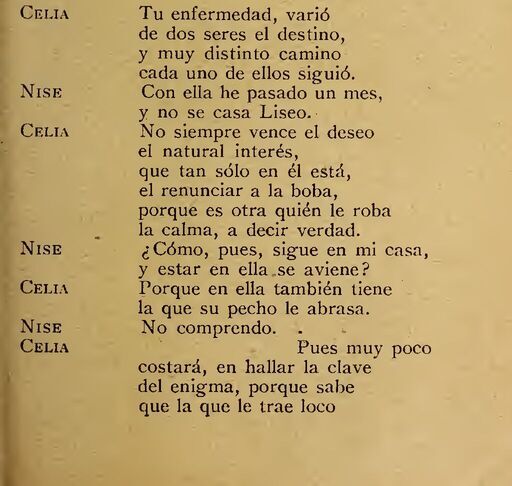 CELIA Tu enfermedad, varió
de dos seres el destino,
y muy distinto camino
cada uno de ellos siguió.
NISE Con ella he pasado un mes,
y no se casa Liseo.
CELIA No siempre vence el deseo
el natural interés,
que tan sólo en él está,
el renunciar a la boba,
porque es otra quién le roba
la calma, a decir verdad.
NISE ¿Cómo, pues, sigue en mi casa,
y estar en ella se aviene?
CELIA Porque en ella también tiene
la que su pecho le abrasa.
NISE No comprendo.
CELIA Pues muy poco
costará, en hallar la clave
del enigma, porque sabe
que la que le trae loco